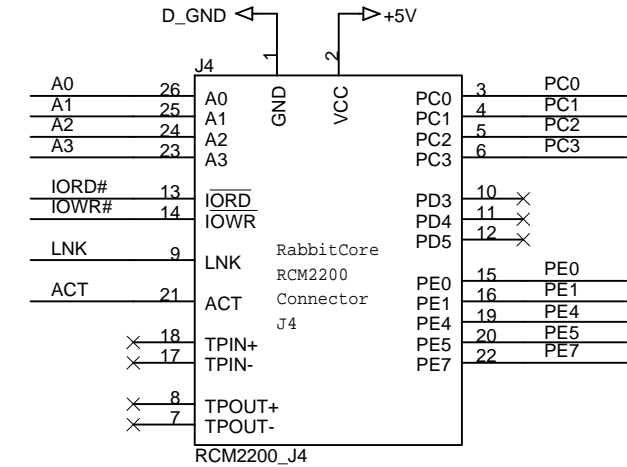 D_GND +5V
1 2
J4
A0 26 A0 GND VCC PC0 3 PC0
A1 25 A1 PC1 4 PC1
A2 24 A2 PC2 5 PC2
A3 23 A3 PC3 6 PC3
IORD# 13 IORD PD3 10
IOWR# 14 IOWR PD4 11
PD5 12
LNK 9 LNK RabbitCore
RCM2200 PE0 15 PE0
ACT 21 ACT Connector PE1 16 PE1
J4 PE4 19 PE4
18 TPIN+ PE5 20 PE5
17 TPIN- PE7 22 PE7
8 TPOUT+
7 TPOUT-
RCM2200_J4